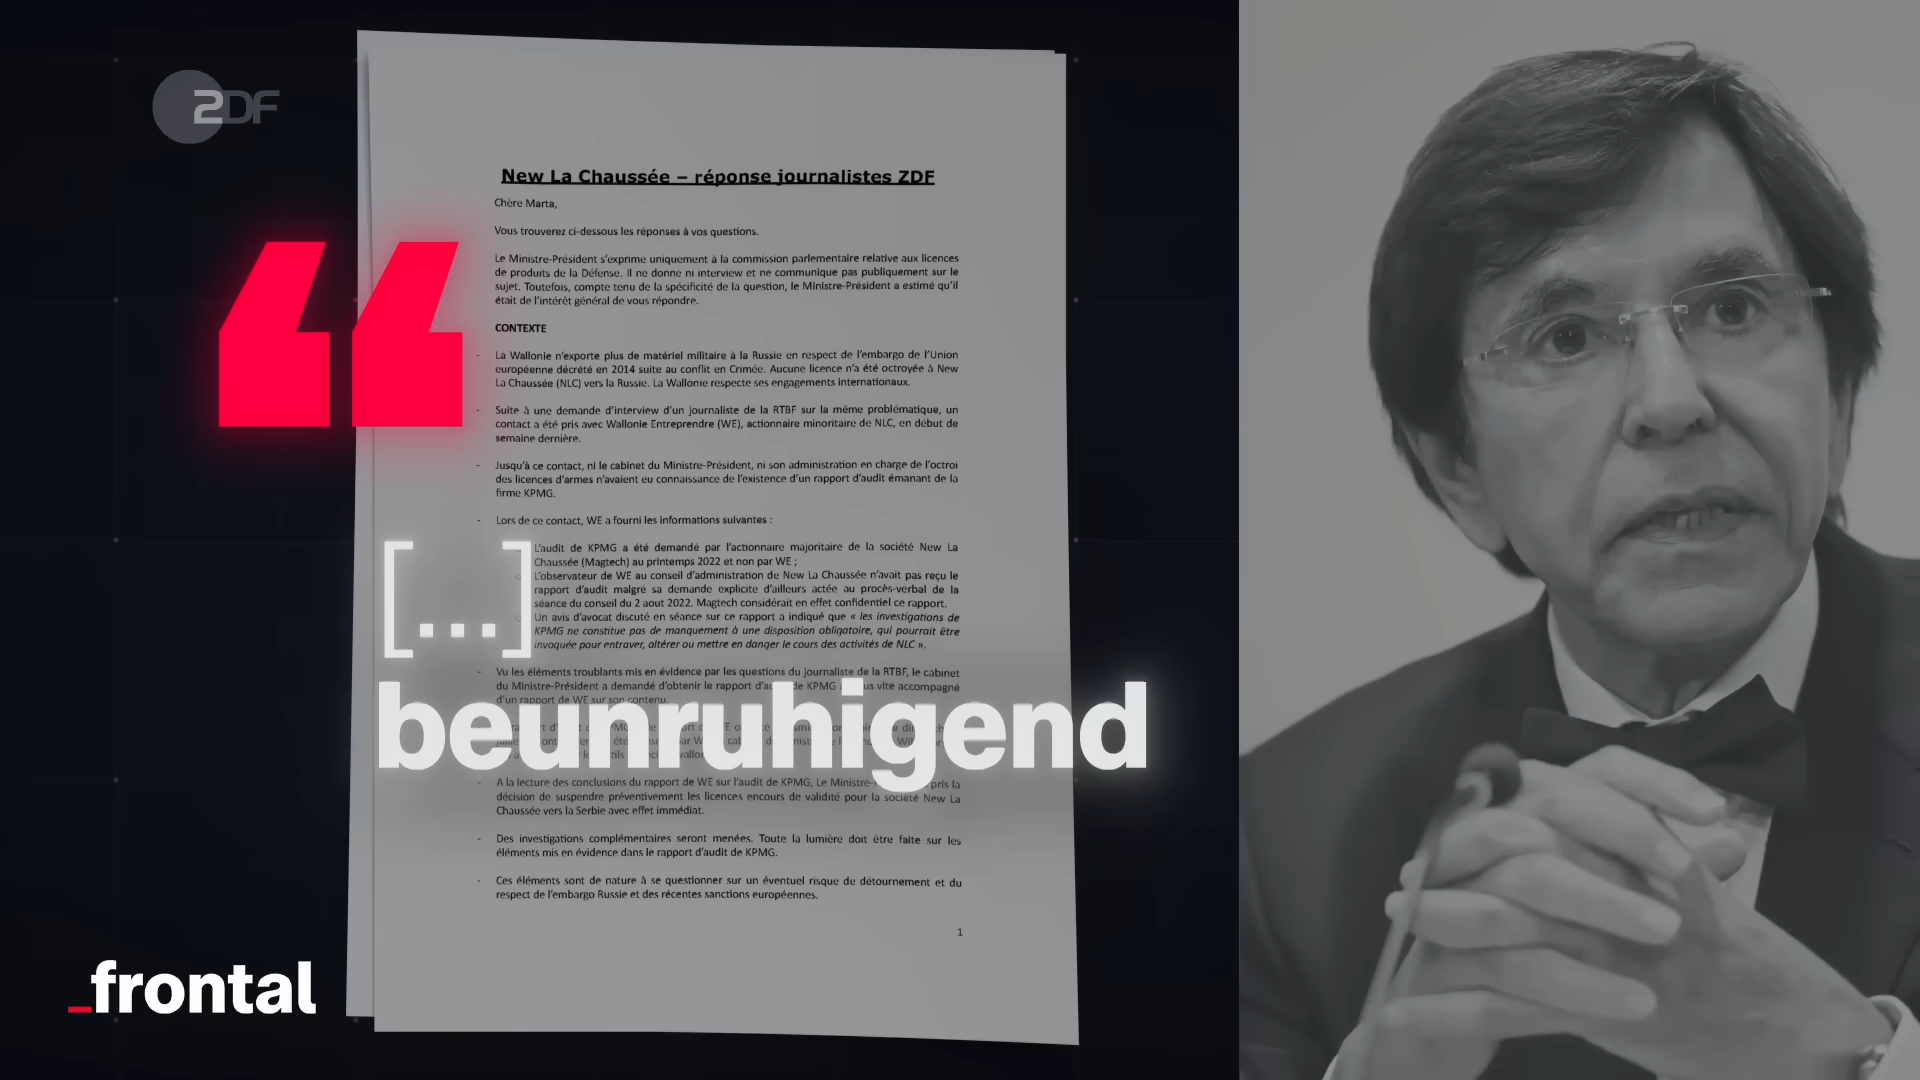 ZDF
New La Chaussée – réponse journalistes ZDF
Chère Marta,
Vous trouverez ci-dessous les réponses à vos questions.
Le Ministre-Président s'exprime uniquement à la commission parlementaire relative aux licences
de produits de la Défense. Il ne donne ni interview et ne communique pas publiquement sur le
sujet. Toutefois, compte tenu de la spécificité de la question, le Ministre-Président a estimé qu'il
était de l'intérêt général de vous répondre.
CONTEXTE
- La Wallonie n'exporte plus de matériel militaire à la Russie en respect de l'embargo de l'Union
européenne décrété en 2014 suite au conflit en Crimée. Aucune licence n'a été octroyée à New
La Chaussée (NLC) vers la Russie. La Wallonie respecte ses engagements internationaux.
- Suite à une demande d'interview d'un journaliste de la RTBF sur la même problématique, un
contact a été pris avec Wallonie Entreprendre (WE), actionnaire minoritaire de NLC, en début de
semaine dernière.
- Jusqu'à ce contact, ni le cabinet du Ministre-Président, ni son administration en charge de l'octroi
des licences d'armes n'avaient eu connaissance de l'existence d'un rapport d'audit émanant de la
firme KPMG.
- Lors de ce contact, WE a fourni les informations suivantes :
L'audit de KPMG a été demandé par l'actionnaire majoritaire de la société New La
Chaussée (Magtech) au printemps 2022 et non par WE ;
L'observateur de WE au conseil d'administration de New La Chaussée n'avait pas reçu le
rapport d'audit malgré sa demande explicite d'ailleurs actée au procès-verbal de la
séance du conseil du 2 aout 2022. Magtech considérait en effet confidentiel ce rapport.
Un avis d'avocat discuté en séance sur ce rapport a indiqué que « les investigations de
KPMG ne constitue pas de manquement à une disposition obligatoire, qui pourrait être
invoquée pour entraver, altérer ou mettre en danger le cours des activités de NLC ».
- Vu les éléments troublants mis en évidence par les questions du journaliste de la RTBF, le cabinet
du Ministre-Président a demandé d'obtenir le rapport de KPMG vite accompagné
d'un rapport de WE sur son contenu.
- A la lecture des conclusions du rapport de WE sur l'audit de KPMG, Le pris la
décision de suspendre préventivement les licences encours de validité pour la société New La
Chaussée vers la Serbie avec effet immédiat.
- Des investigations complémentaires seront menées. Toute la lumière doit être faite sur les
éléments mis en évidence dans le rapport d'audit de KPMG.
- Ces éléments sont de nature à se questionner sur un éventuel risque de détournement et du
respect de l'embargo Russie et des récentes sanctions européennes.
1
“
[...]
beunruhigend
_frontal